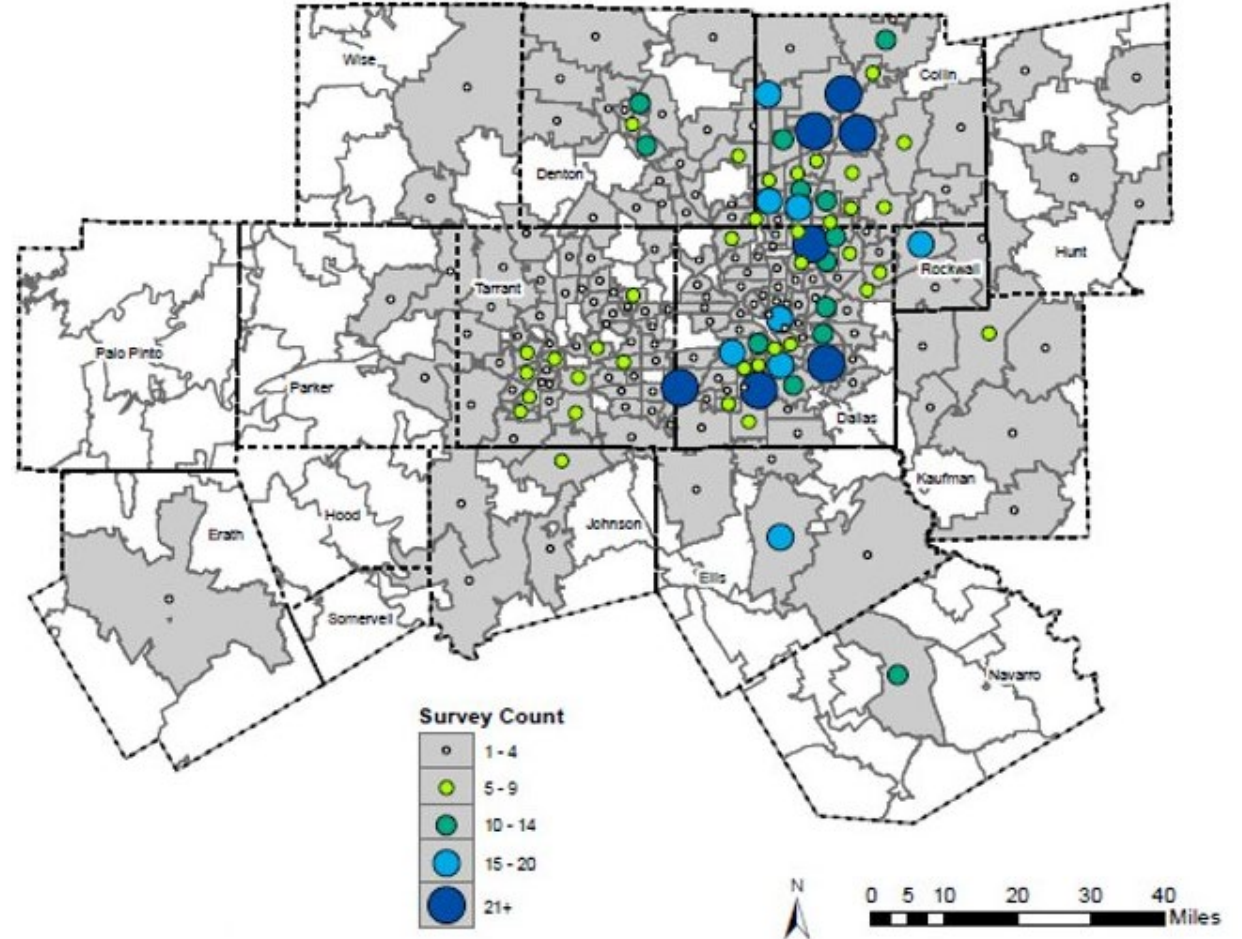 Wise
Collin
Denton
Hunt
Rockwall
Tarrant
Palo Pinto
Parker
Dallas
Kaufman
Hood
Johnson
Erath
Ellis
Somervell
Navarro
Survey Count
1 - 4
5 - 9
10 - 14
15 - 20
21+
N
0 5 10 20 30 40
Miles